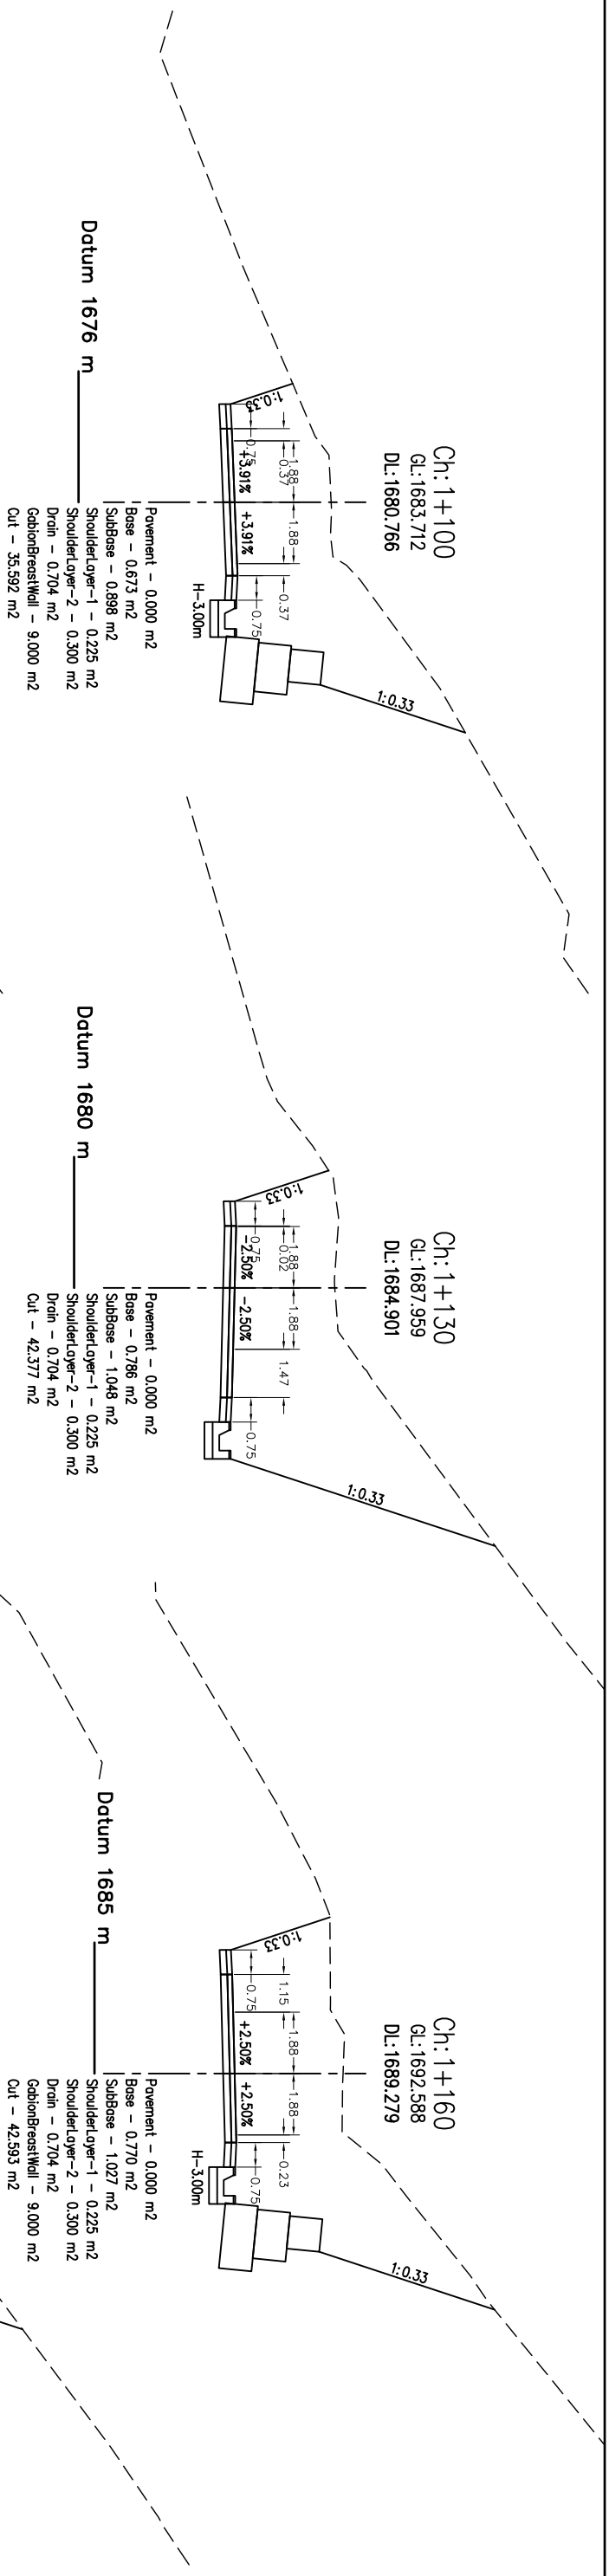 Ch:1+100
GL:1683.712
DL:1680.766
1:0.33
1.88
1.88
0.37
0.37
0.75
0.75
+3.91%
+3.91%
1:0.33
H-3.00m
Datum 1676 m
Pavement - 0.000 m2
Base - 0.673 m2
SubBase - 0.898 m2
ShoulderLayer-1 - 0.225 m2
ShoulderLayer-2 - 0.300 m2
Drain - 0.704 m2
GabionBreastWall - 9.000 m2
Cut - 35.592 m2
Ch:1+130
GL:1687.959
DL:1684.901
1:0.33
1.88
1.88
0.02
1.47
0.75
0.75
-2.50%
-2.50%
1:0.33
Datum 1680 m
Pavement - 0.000 m2
Base - 0.786 m2
SubBase - 1.048 m2
ShoulderLayer-1 - 0.225 m2
ShoulderLayer-2 - 0.300 m2
Drain - 0.704 m2
Cut - 42.377 m2
Ch:1+160
GL:1692.588
DL:1689.279
1:0.33
1.88
1.88
1.15
0.23
0.75
0.75
+2.50%
+2.50%
1:0.33
H-3.00m
Datum 1685 m
Pavement - 0.000 m2
Base - 0.770 m2
SubBase - 1.027 m2
ShoulderLayer-1 - 0.225 m2
ShoulderLayer-2 - 0.300 m2
Drain - 0.704 m2
GabionBreastWall - 9.000 m2
Cut - 42.593 m2